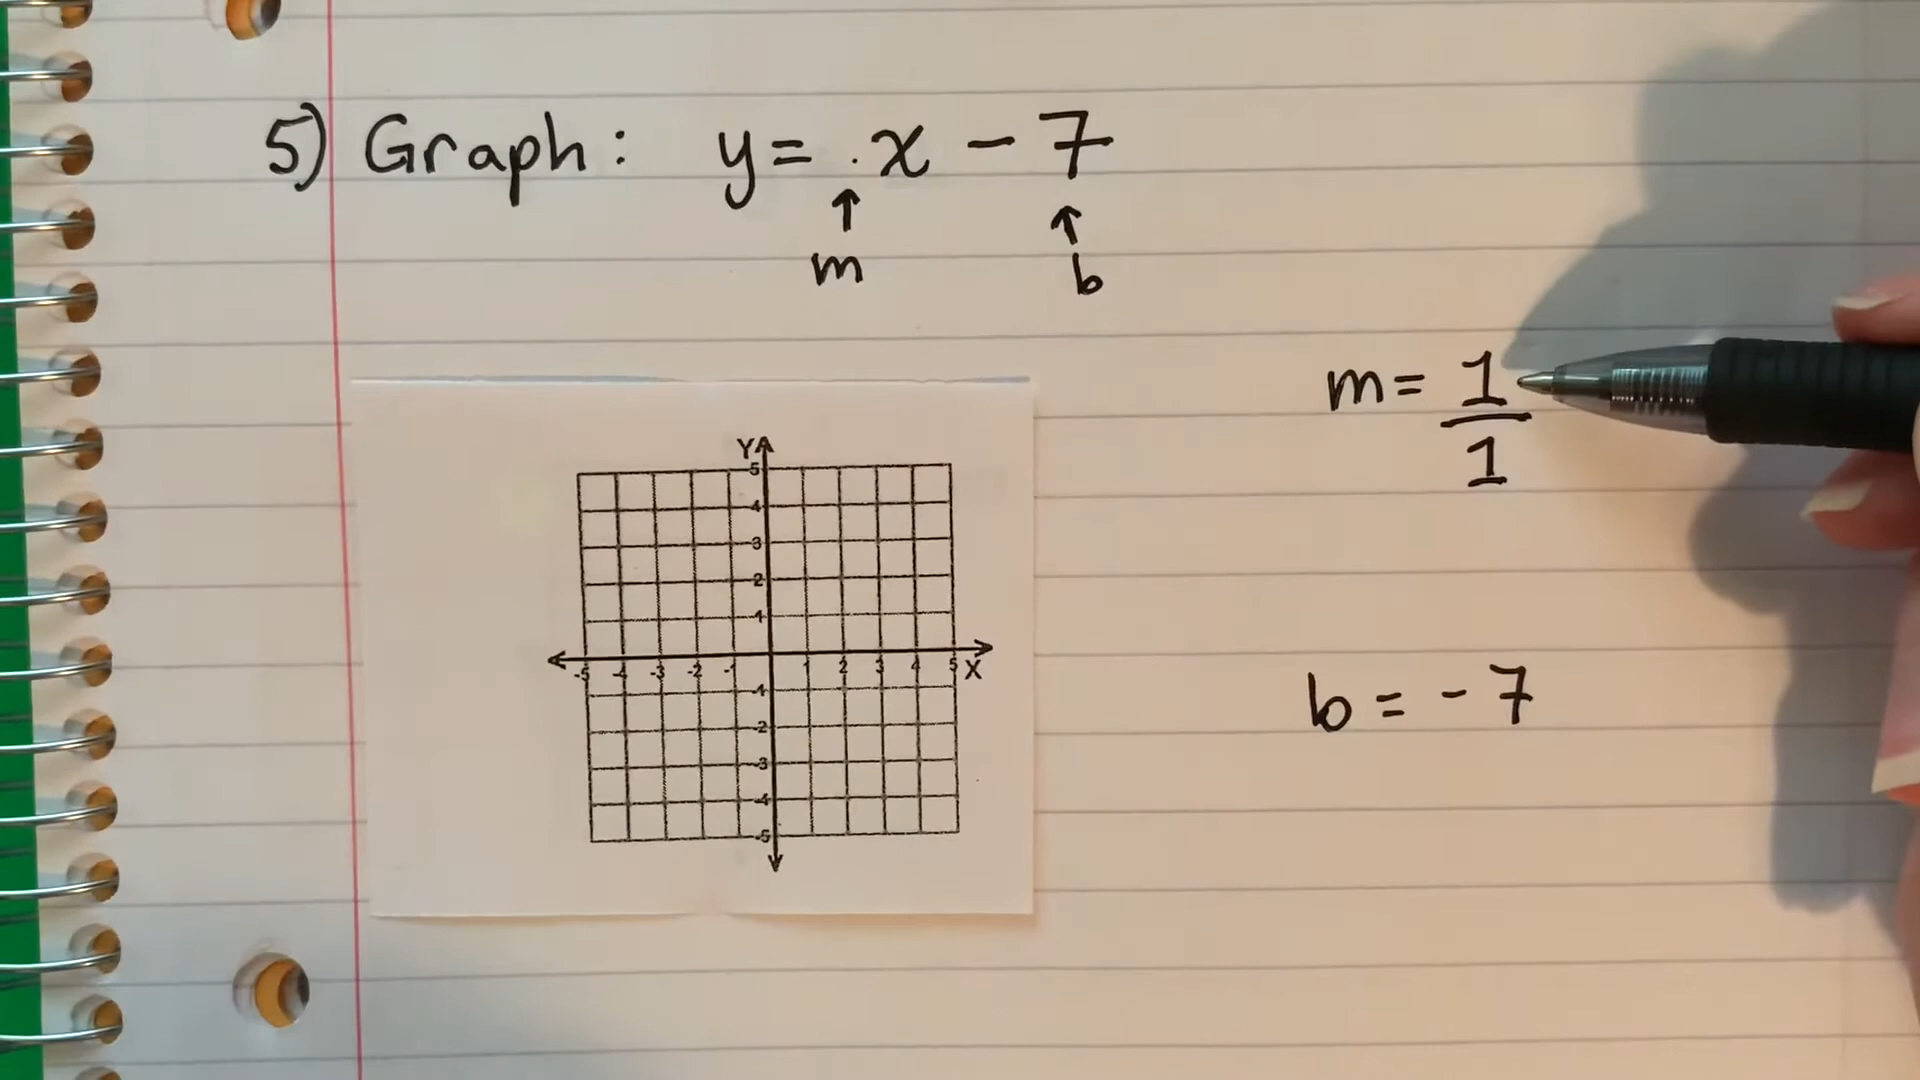 5) Graph: y= .x - 7
↑ ↑
m b
m= 1
1
b = - 7
Y
5
4
3
2
1
-5 -4 -3 -2 -1 1 2 3 4 5 X
-1
-2
-3
-4
-5